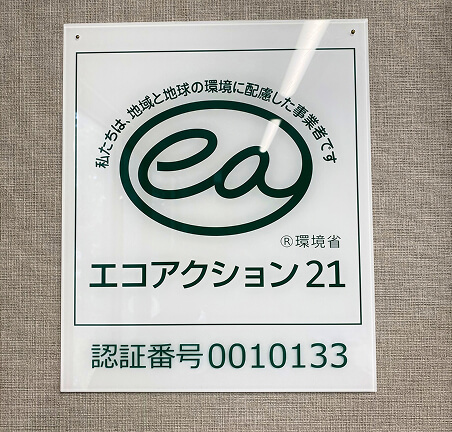 私たちは、地域と地球の環境に配慮した事業者です
ea
®環境省
エコアクション21
認証番号0010133